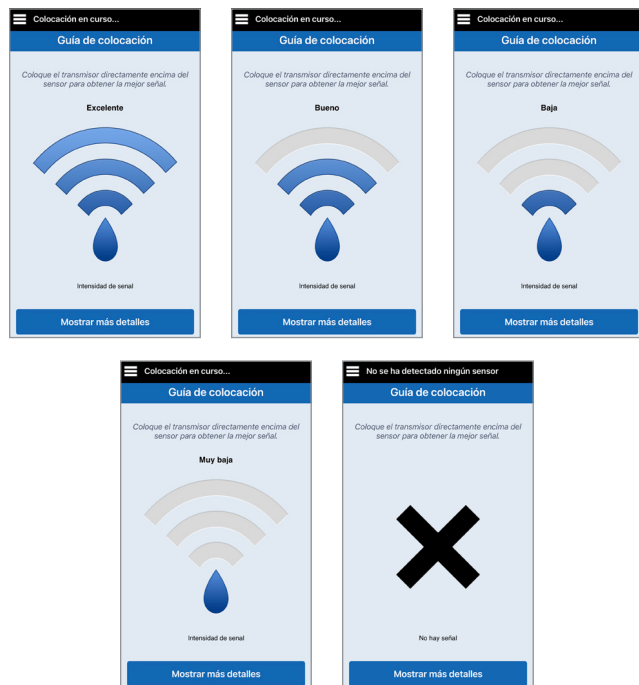 Colocación en curso...
Guía de colocación
Coloque el transmisor directamente encima del
sensor para obtener la mejor señal.
Excelente
Intensidad de senal
Mostrar más detalles
Colocación en curso...
Guía de colocación
Coloque el transmisor directamente encima del
sensor para obtener la mejor señal.
Bueno
Intensidad de senal
Mostrar más detalles
Colocación en curso...
Guía de colocación
Coloque el transmisor directamente encima del
sensor para obtener la mejor señal.
Baja
Intensidad de senal
Mostrar más detalles
Colocación en curso...
Guía de colocación
Coloque el transmisor directamente encima del
sensor para obtener la mejor señal.
Muy baja
Intensidad de senal
Mostrar más detalles
No se ha detectado ningún sensor
Guía de colocación
Coloque el transmisor directamente encima del
sensor para obtener la mejor señal.
No hay señal
Mostrar más detalles